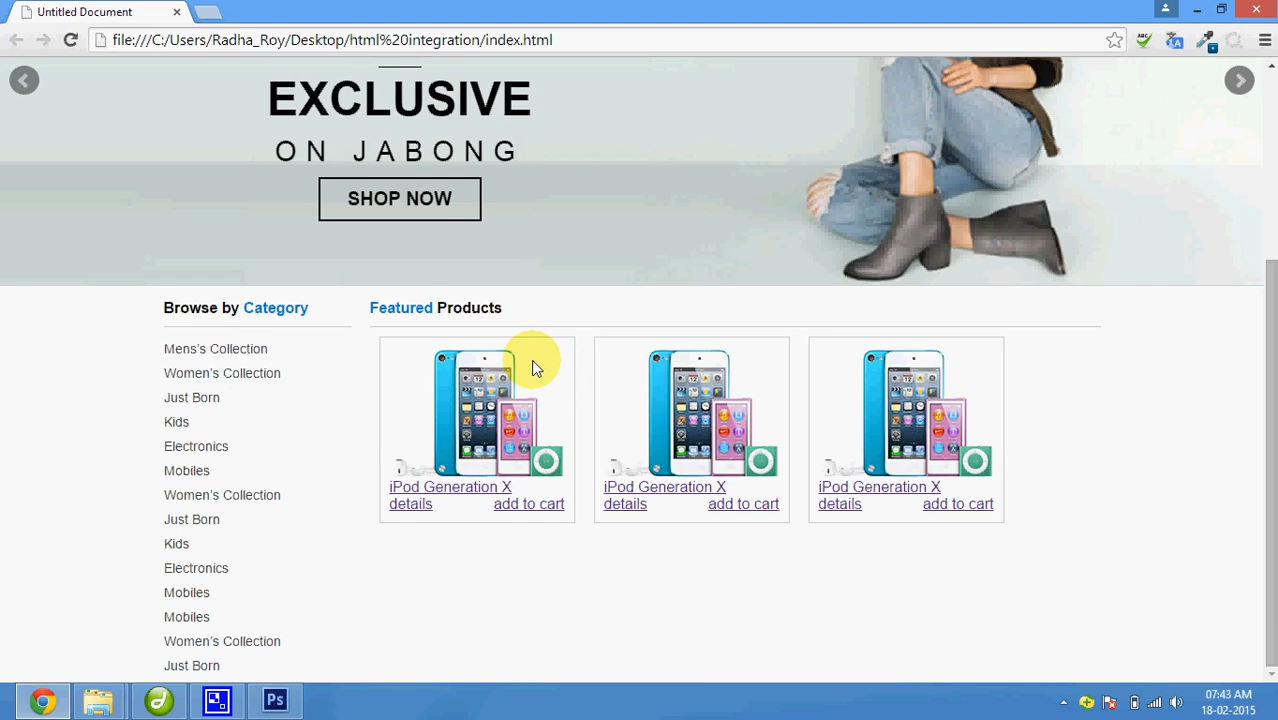 Untitled Document
file:///C:/Users/Radha_Roy/Desktop/html%20integration/index.html
ABC
EXCLUSIVE
ON JABONG
SHOP NOW
Browse by Category
Featured Products
Mens's Collection
Women's Collection
Just Born
Kids
Electronics
Mobiles
Women's Collection
Just Born
Kids
Electronics
Mobiles
Mobiles
Women's Collection
Just Born
iPod Generation X
details add to cart
iPod Generation X
details add to cart
iPod Generation X
details add to cart
Ps
07:43 AM
18-02-2015